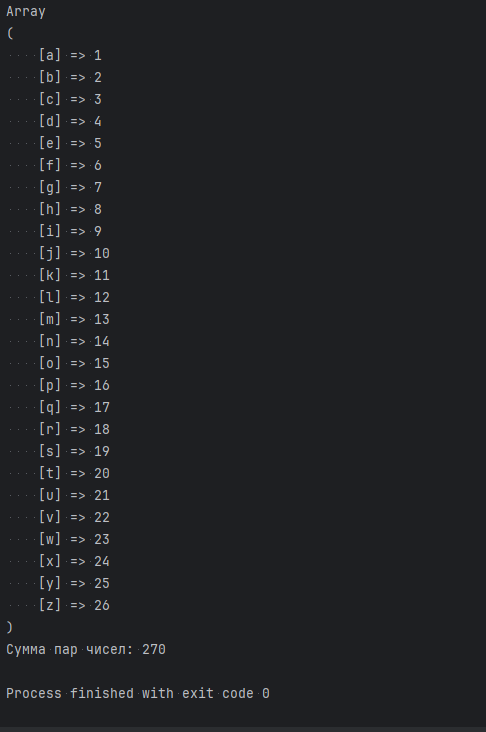 Array
(
    [a] => 1
    [b] => 2
    [c] => 3
    [d] => 4
    [e] => 5
    [f] => 6
    [g] => 7
    [h] => 8
    [i] => 9
    [j] => 10
    [k] => 11
    [l] => 12
    [m] => 13
    [n] => 14
    [o] => 15
    [p] => 16
    [q] => 17
    [r] => 18
    [s] => 19
    [t] => 20
    [u] => 21
    [v] => 22
    [w] => 23
    [x] => 24
    [y] => 25
    [z] => 26
)
Сумма пар чисел: 270
Process finished with exit code 0